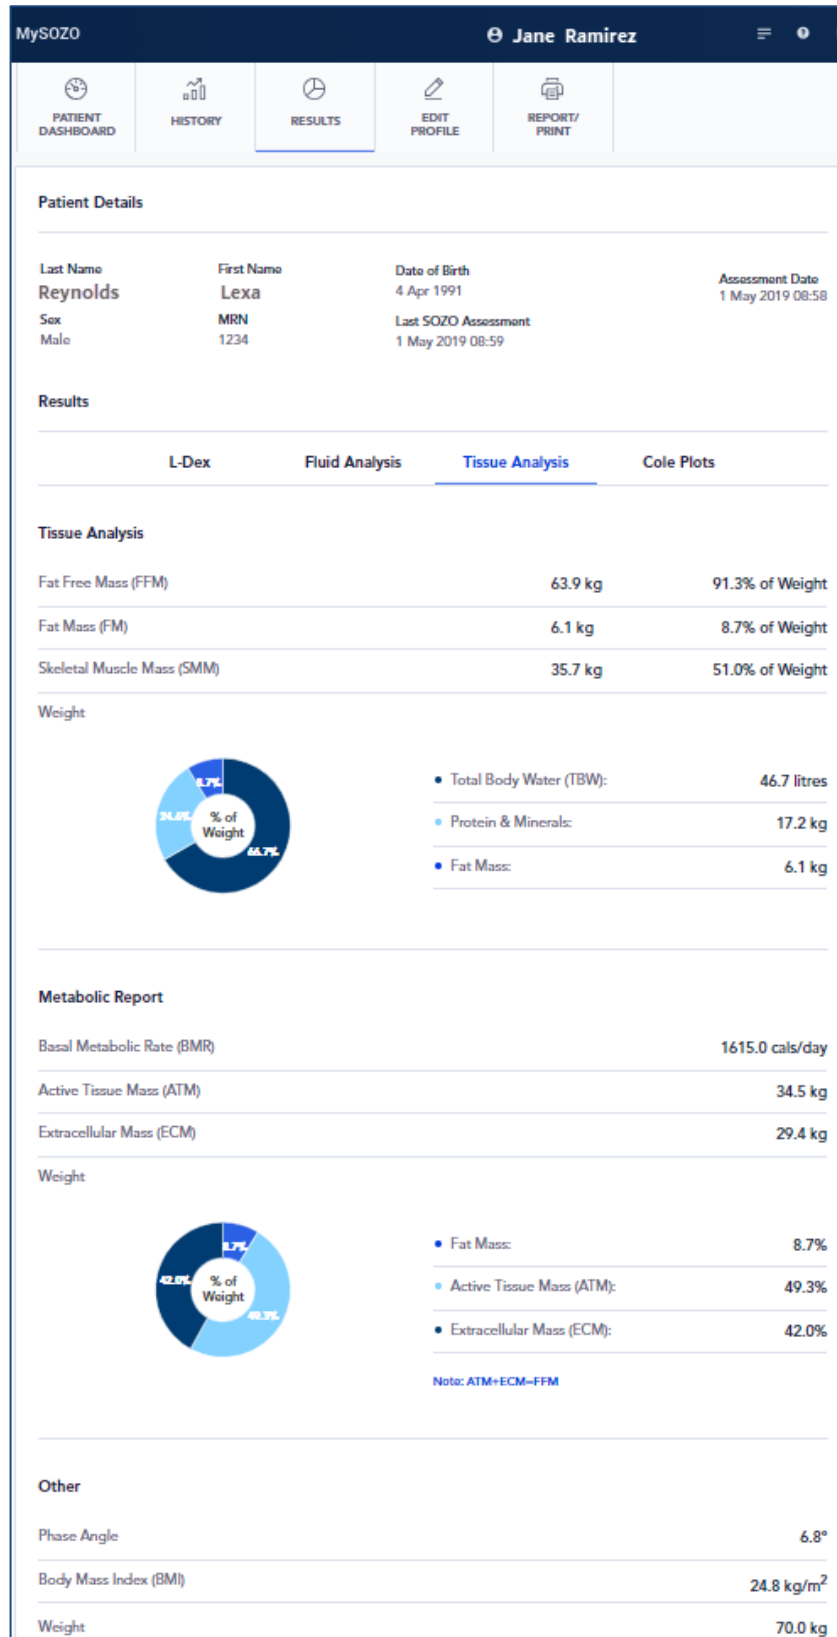 MySOZO
Jane Ramirez
PATIENT
DASHBOARD
HISTORY
RESULTS
EDIT
PROFILE
REPORT/
PRINT
Patient Details
Last Name
First Name
Date of Birth
Assessment Date
Reynolds
Lexa
4 Apr 1991
1 May 2019 08:58
Sex
MRN
Last SOZO Assessment
Male
1234
1 May 2019 08:59
Results
L-Dex Fluid Analysis Tissue Analysis Cole Plots
Tissue Analysis
Fat Free Mass (FFM) 63.9 kg 91.3% of Weight
Fat Mass (FM) 6.1 kg 8.7% of Weight
Skeletal Muscle Mass (SMM) 35.7 kg 51.0% of Weight
Weight
8.7%
24.6%
% of
Weight
66.7%
Total Body Water (TBW): 46.7 litres
Protein & Minerals: 17.2 kg
Fat Mass: 6.1 kg
Metabolic Report
Basal Metabolic Rate (BMR) 1615.0 cals/day
Active Tissue Mass (ATM) 34.5 kg
Extracellular Mass (ECM) 29.4 kg
Weight
8.7%
42.0%
% of
Weight
49.3%
Fat Mass: 8.7%
Active Tissue Mass (ATM): 49.3%
Extracellular Mass (ECM): 42.0%
Note: ATM+ECM=FFM
Other
Phase Angle 6.8°
Body Mass Index (BMI) 24.8 kg/m²
Weight 70.0 kg